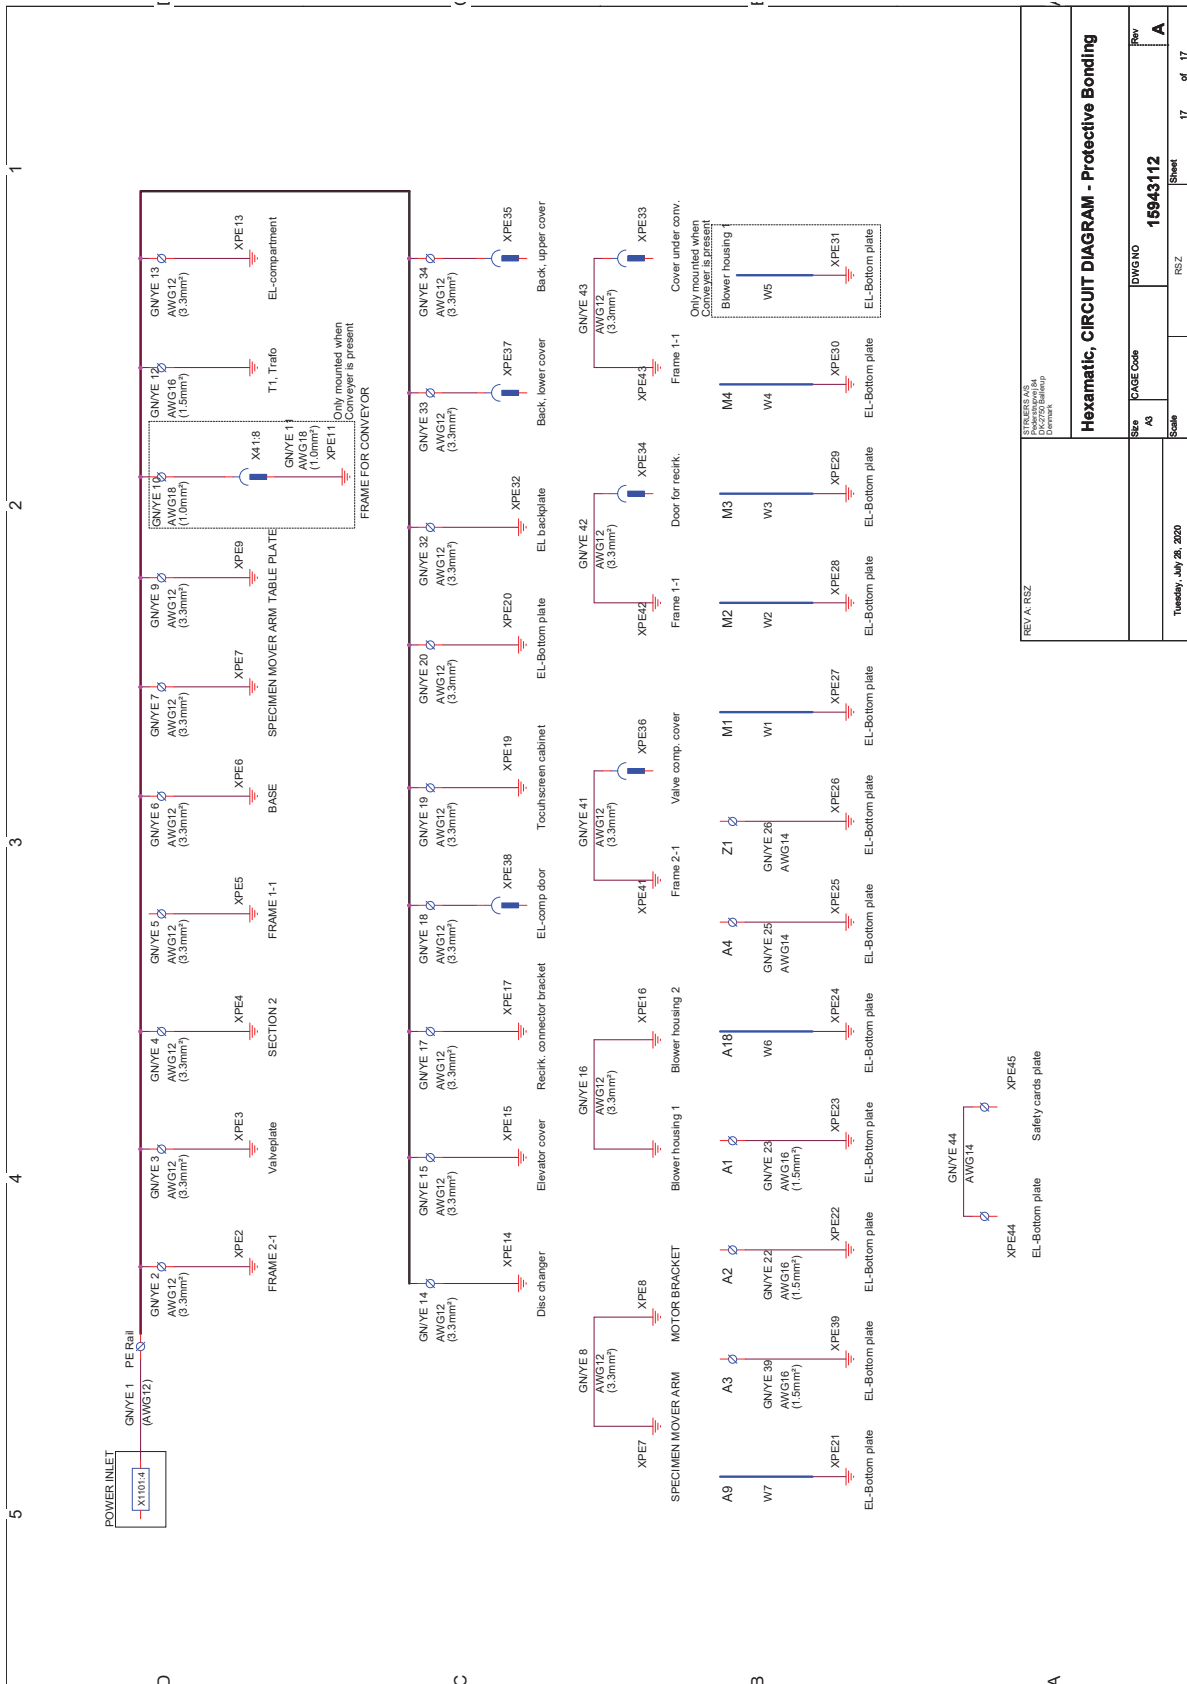 5
4
3
2
1
D
C
B
A
POWER INLET
X1101:4
GN/YE 1
(AWG12)
PE Rail
GN/YE 2
AWG12
(3.3mm²)
XPE2
FRAME 2-1
GN/YE 3
AWG12
(3.3mm²)
XPE3
Valveplate
GN/YE 4
AWG12
(3.3mm²)
XPE4
SECTION 2
GN/YE 5
AWG12
(3.3mm²)
XPE5
FRAME 1-1
GN/YE 6
AWG12
(3.3mm²)
XPE6
BASE
GN/YE 7
AWG12
(3.3mm²)
XPE7
SPECIMEN MOVER ARM TABLE PLATE
GN/YE 9
AWG12
(3.3mm²)
XPE9
GN/YE 10
AWG18
(1.0mm²)
X41:8
GN/YE 11
AWG18
(1.0mm²)
XPE11
Only mounted when
Conveyer is present
FRAME FOR CONVEYOR
GN/YE 12
AWG16
(1.5mm²)
T1, Trafo
GN/YE 13
AWG12
(3.3mm²)
XPE13
EL-compartment
GN/YE 14
AWG12
(3.3mm²)
XPE14
Disc changer
GN/YE 15
AWG12
(3.3mm²)
XPE15
Elevator cover
GN/YE 17
AWG12
(3.3mm²)
XPE17
Recirk. connector bracket
GN/YE 18
AWG12
(3.3mm²)
XPE38
EL-comp door
GN/YE 19
AWG12
(3.3mm²)
XPE19
Tocuhscreen cabinet
GN/YE 20
AWG12
(3.3mm²)
XPE20
EL-Bottom plate
GN/YE 32
AWG12
(3.3mm²)
XPE32
EL backplate
GN/YE 33
AWG12
(3.3mm²)
XPE37
Back, lower cover
GN/YE 34
AWG12
(3.3mm²)
XPE35
Back, upper cover
GN/YE 8
AWG12
(3.3mm²)
XPE7
SPECIMEN MOVER ARM
XPE8
MOTOR BRACKET
GN/YE 16
AWG12
(3.3mm²)
Blower housing 1
XPE16
Blower housing 2
GN/YE 41
AWG12
(3.3mm²)
XPE41
Frame 2-1
XPE36
Valve comp. cover
GN/YE 42
AWG12
(3.3mm²)
XPE42
Frame 1-1
XPE34
Door for recirk.
GN/YE 43
AWG12
(3.3mm²)
XPE43
Frame 1-1
XPE33
Cover under conv.
Only mounted when
Conveyer is present
A9
W7
XPE21
EL-Bottom plate
A3
GN/YE 39
AWG16
(1.5mm²)
XPE39
EL-Bottom plate
A2
GN/YE 22
AWG16
(1.5mm²)
XPE22
EL-Bottom plate
A1
GN/YE 23
AWG16
(1.5mm²)
XPE23
EL-Bottom plate
A18
W6
XPE24
EL-Bottom plate
A4
GN/YE 25
AWG14
XPE25
EL-Bottom plate
Z1
GN/YE 26
AWG14
XPE26
EL-Bottom plate
M1
W1
XPE27
EL-Bottom plate
M2
W2
XPE28
EL-Bottom plate
M3
W3
XPE29
EL-Bottom plate
M4
W4
XPE30
EL-Bottom plate
Blower housing 1
W5
XPE31
EL-Bottom plate
GN/YE 44
AWG14
XPE44
EL-Bottom plate
XPE45
Safety cards plate
REV A: RSZ
STRUERS A/S
Pederstrupvej 84
DK-2750 Ballerup
Denmark
Hexamatic, CIRCUIT DIAGRAM - Protective Bonding
Size
A3
CAGE Code
DWG NO
15943112
Rev
A
Tuesday, July 28, 2020
Scale
RSZ
Sheet
17 of 17